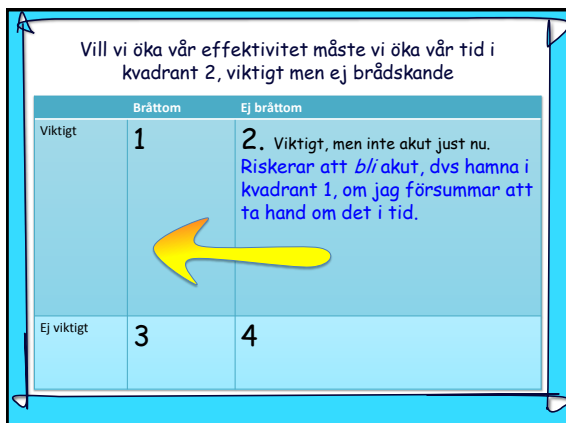 Vill vi öka vår effektivitet måste vi öka vår tid i
kvadrant 2, viktigt men ej brådskande
Bråttom Ej bråttom
Viktigt 1 2. Viktigt, men inte akut just nu.
Riskerar att bli akut, dvs hamna i
kvadrant 1, om jag försummar att
ta hand om det i tid.
Ej viktigt 3 4